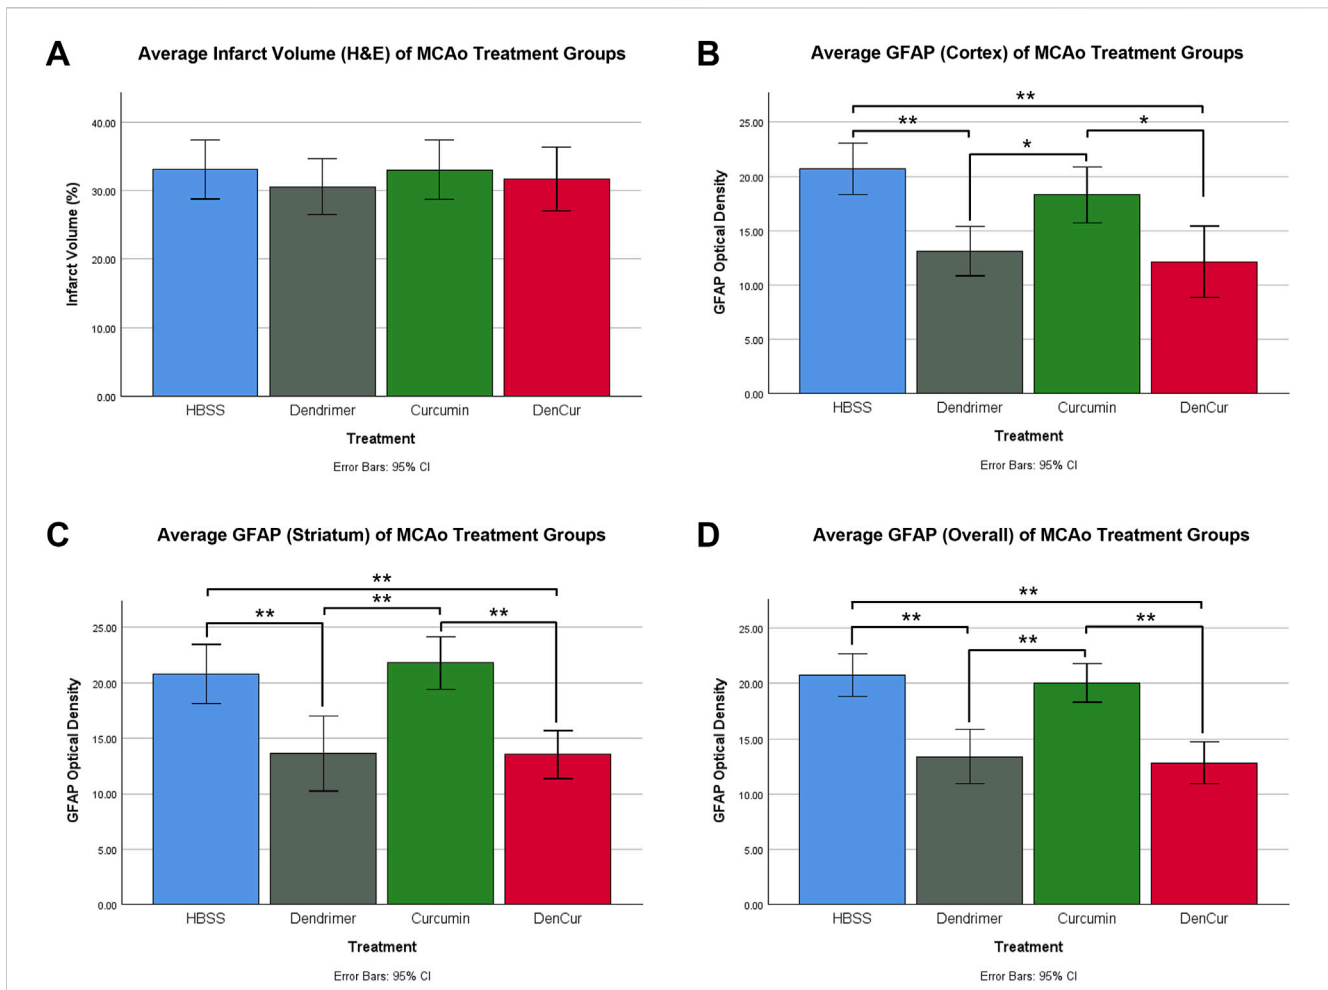 A
Average Infarct Volume (H&E) of MCAo Treatment Groups
Infarct Volume (%)
40.00
30.00
20.00
10.00
0.00
HBSS Dendrimer Curcumin DenCur
Treatment
Error Bars: 95% CI
B
Average GFAP (Cortex) of MCAo Treatment Groups
GFAP Optical Density
25.00
20.00
15.00
10.00
5.00
0.00
**
**
*
*
HBSS Dendrimer Curcumin DenCur
Treatment
Error Bars: 95% CI
C
Average GFAP (Striatum) of MCAo Treatment Groups
GFAP Optical Density
25.00
20.00
15.00
10.00
5.00
0.00
**
**
**
**
HBSS Dendrimer Curcumin DenCur
Treatment
Error Bars: 95% CI
D
Average GFAP (Overall) of MCAo Treatment Groups
GFAP Optical Density
25.00
20.00
15.00
10.00
5.00
0.00
**
**
**
**
HBSS Dendrimer Curcumin DenCur
Treatment
Error Bars: 95% CI